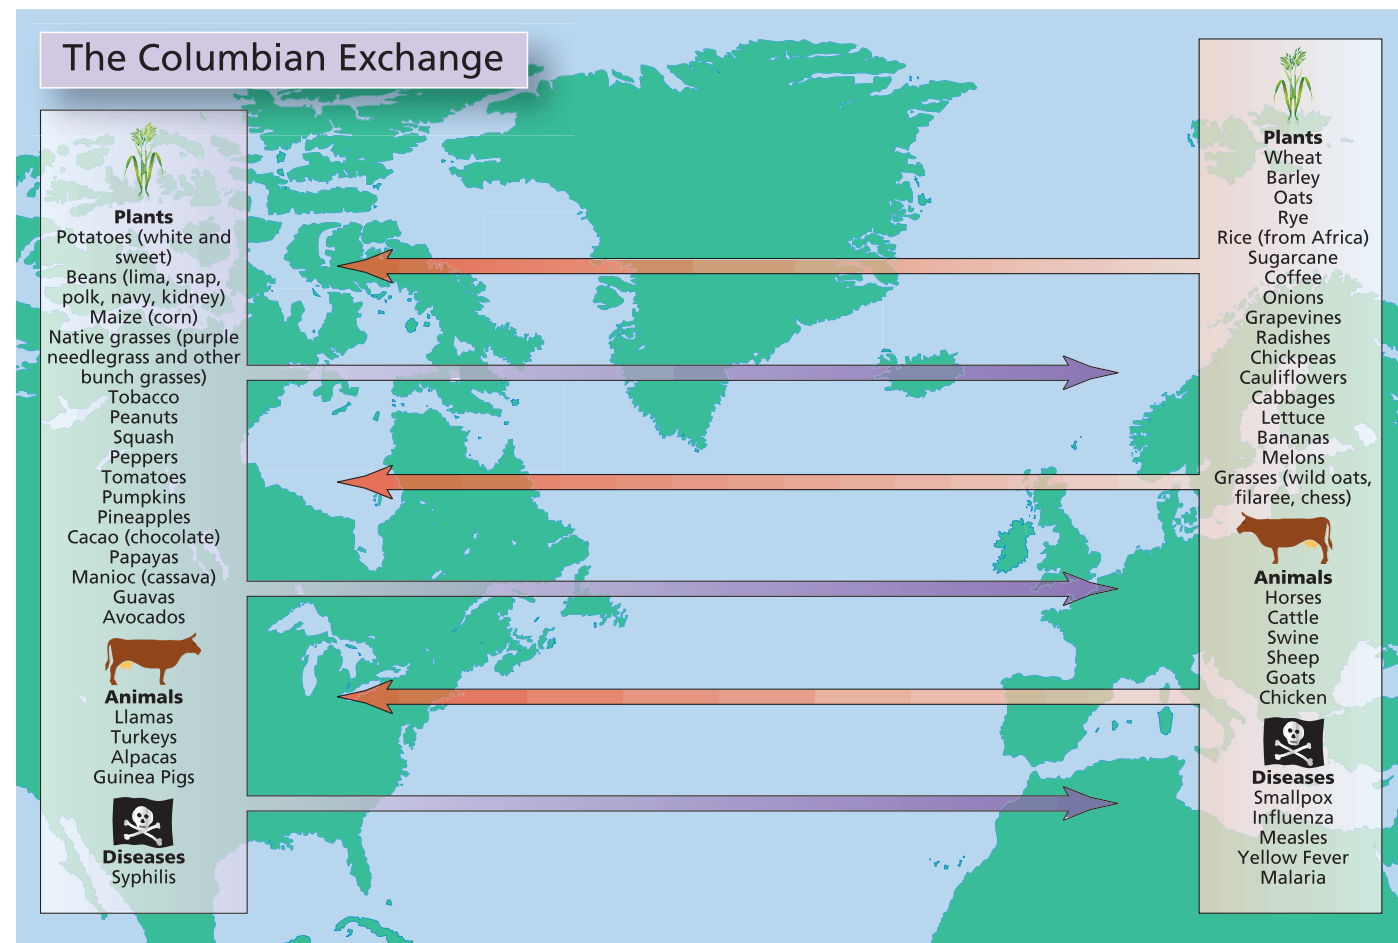 The Columbian Exchange
Plants
Potatoes (white and
sweet)
Beans (lima, snap,
polk, navy, kidney)
Maize (corn)
Native grasses (purple
needlegrass and other
bunch grasses)
Tobacco
Peanuts
Squash
Peppers
Tomatoes
Pumpkins
Pineapples
Cacao (chocolate)
Papayas
Manioc (cassava)
Guavas
Avocados
Animals
Llamas
Turkeys
Alpacas
Guinea Pigs
Diseases
Syphilis
Plants
Wheat
Barley
Oats
Rye
Rice (from Africa)
Sugarcane
Coffee
Onions
Grapevines
Radishes
Chickpeas
Cauliflowers
Cabbages
Lettuce
Bananas
Melons
Grasses (wild oats,
filaree, chess)
Animals
Horses
Cattle
Swine
Sheep
Goats
Chicken
Diseases
Smallpox
Influenza
Measles
Yellow Fever
Malaria